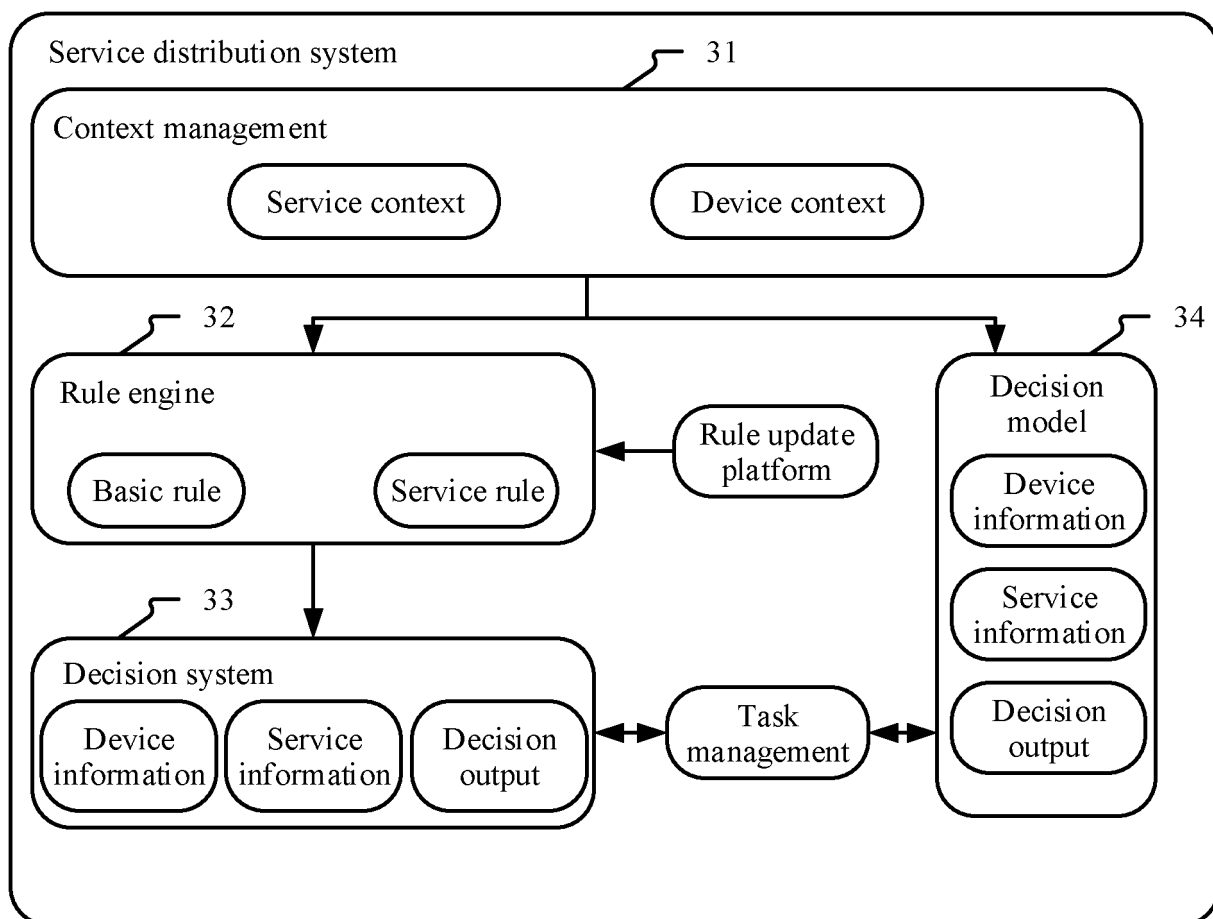 Service distribution system
31
Context management
Service context
Device context
32
34
Rule engine
Basic rule
Service rule
Rule update
platform
Decision
model
Device
information
Service
information
Decision
output
33
Decision system
Device
information
Service
information
Decision
output
Task
management